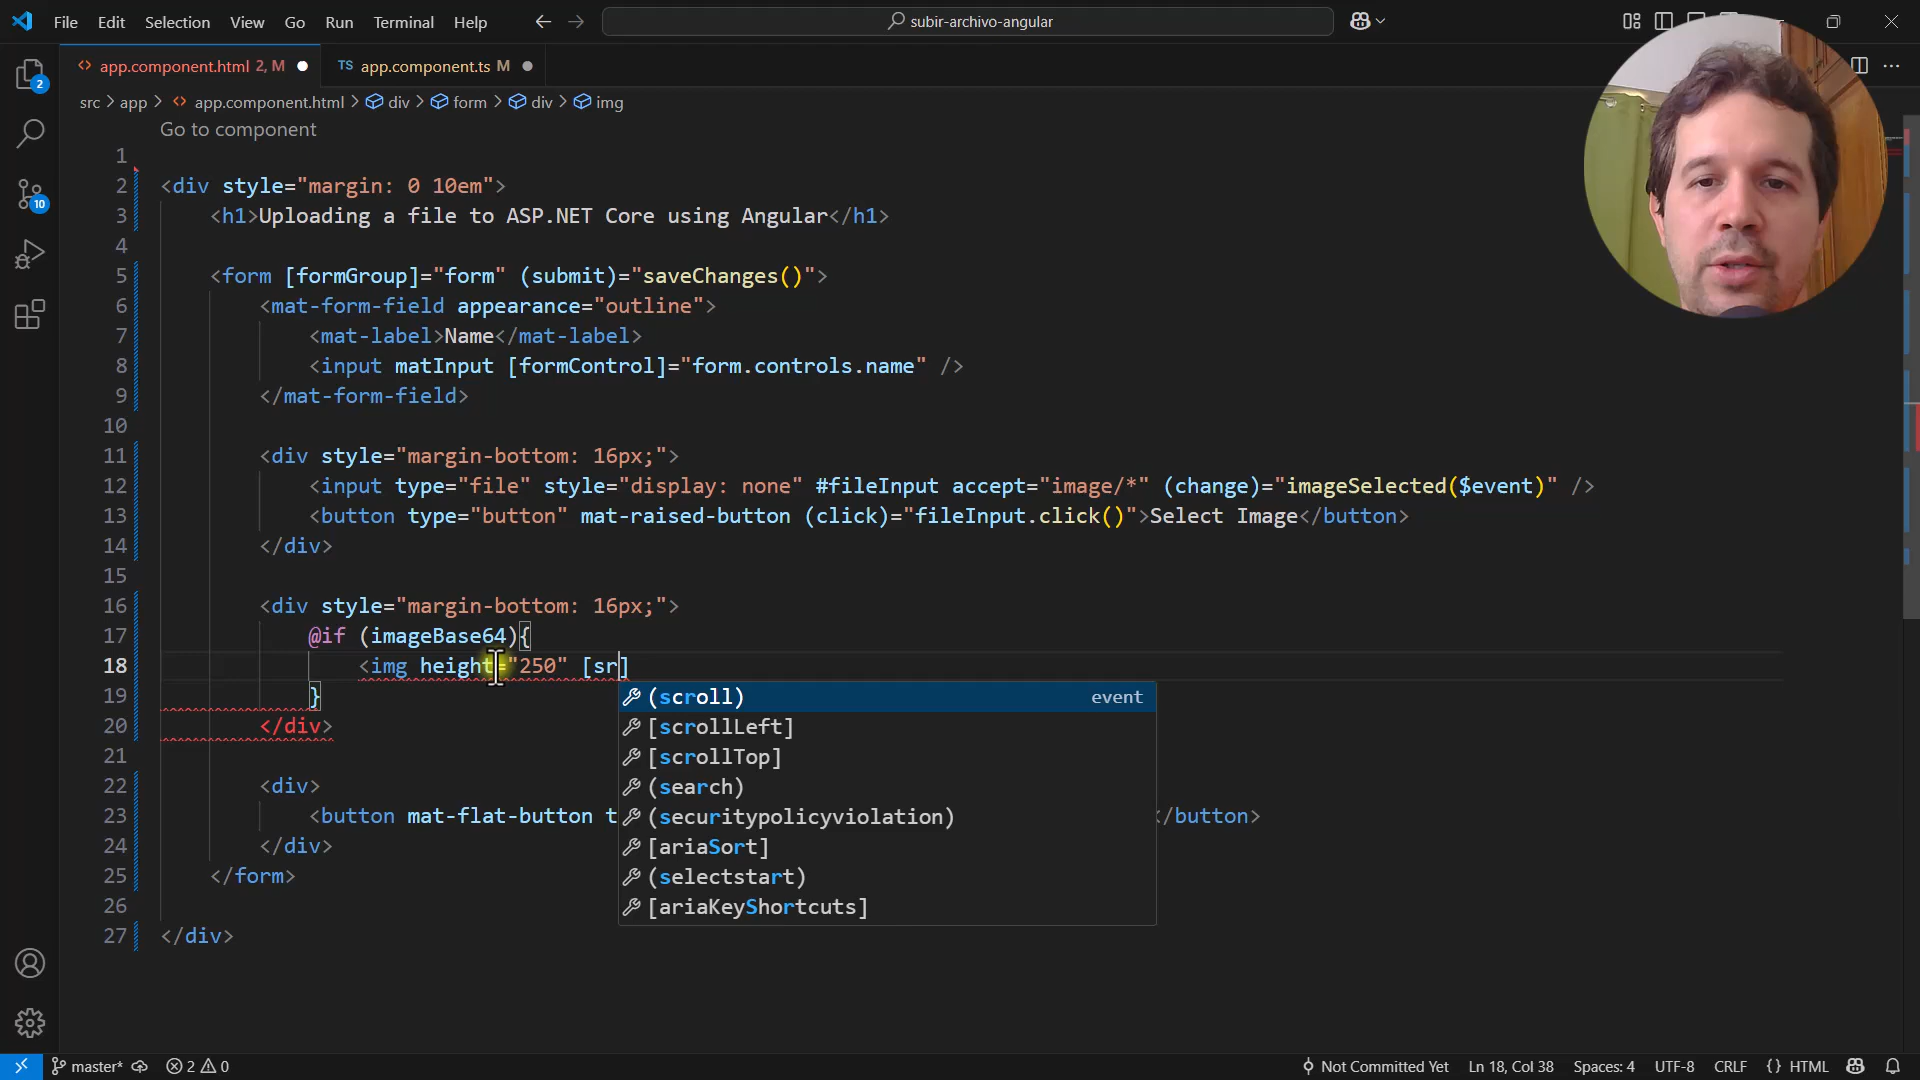 File Edit Selection View Go Run Terminal Help
subir-archivo-angular
app.component.html 2, M
TS app.component.ts M
src > app > app.component.html > div > form > div > img
Go to component
1
2 <div style="margin: 0 10em">
3 <h1>Uploading a file to ASP.NET Core using Angular</h1>
4
5 <form [formGroup]="form" (submit)="saveChanges()">
6 <mat-form-field appearance="outline">
7 <mat-label>Name</mat-label>
8 <input matInput [formControl]="form.controls.name" />
9 </mat-form-field>
10
11 <div style="margin-bottom: 16px;">
12 <input type="file" style="display: none" #fileInput accept="image/*" (change)="imageSelected($event)" />
13 <button type="button" mat-raised-button (click)="fileInput.click()">Select Image</button>
14 </div>
15
16 <div style="margin-bottom: 16px;">
17 @if (imageBase64){
18 <img height="250" [sr]
19 }
20 </div>
21
22 <div>
23 <button mat-flat-button t
/button>
24 </div>
25 </form>
26
27 </div>
(scroll) event
[scrollLeft]
[scrollTop]
(search)
(securitypolicyviolation)
[ariaSort]
(selectstart)
[ariaKeyShortcuts]
2
10
master* 2 0
Not Committed Yet Ln 18, Col 38 Spaces: 4 UTF-8 CRLF {} HTML